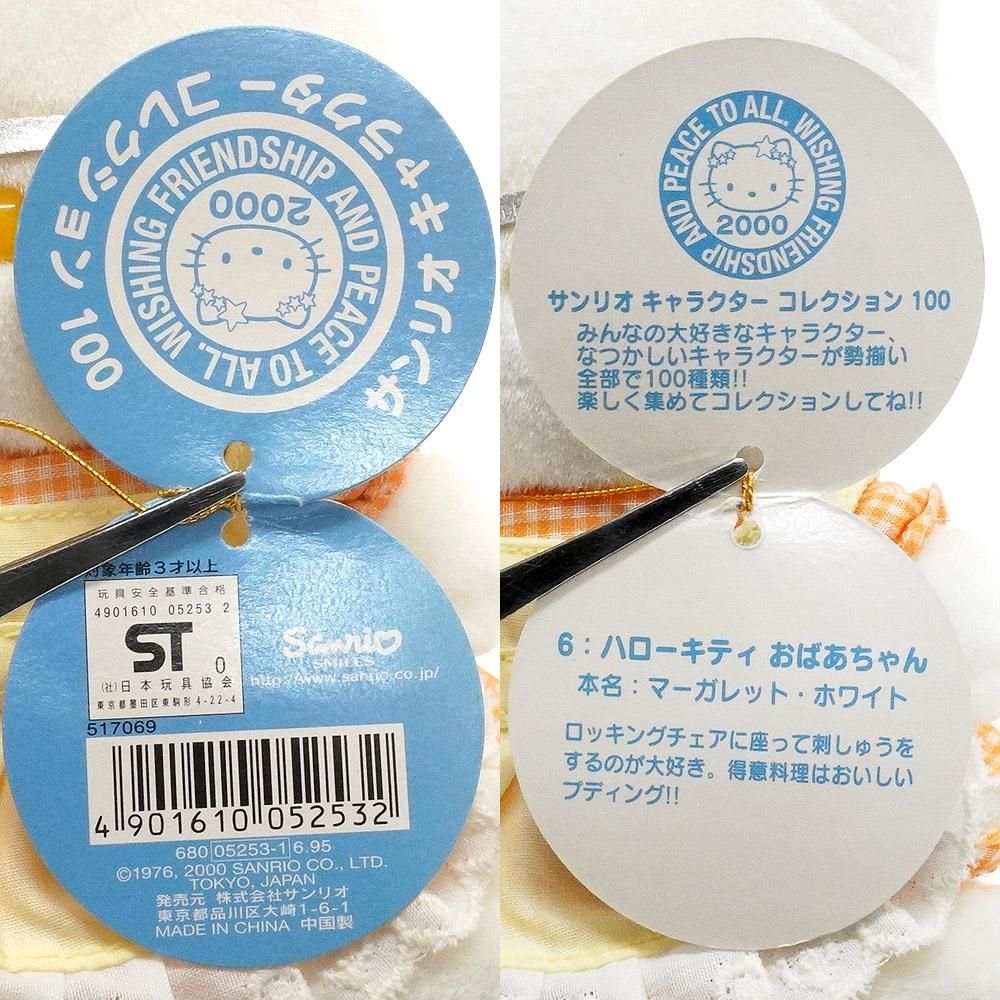 サンリオ キャラクター コレクション 100
WISHING FRIENDSHIP AND PEACE TO ALL.
2000
対象年齢3才以上
玩具安全基準合格
4901610 05253 2
ST
0
(社)日本玩具協会
東京都墨田区東駒形4-22-4
517069
Sanrio
SMILES
http://www.sanrio.co.jp/
4 901610 052532
680 05253-1 6.95
©1976, 2000 SANRIO CO., LTD.
TOKYO, JAPAN
発売元 株式会社サンリオ
東京都品川区大崎1-6-1
MADE IN CHINA 中国製
WISHING FRIENDSHIP AND PEACE TO ALL.
2000
サンリオ キャラクター コレクション 100
みんなの大好きなキャラクター、
なつかしいキャラクターが勢揃い
全部で100種類!!
楽しく集めてコレクションしてね!!
6：ハローキティ おばあちゃん
本名：マーガレット・ホワイト
ロッキングチェアに座って刺しゅうを
するのが大好き。得意料理はおいしい
プディング!!